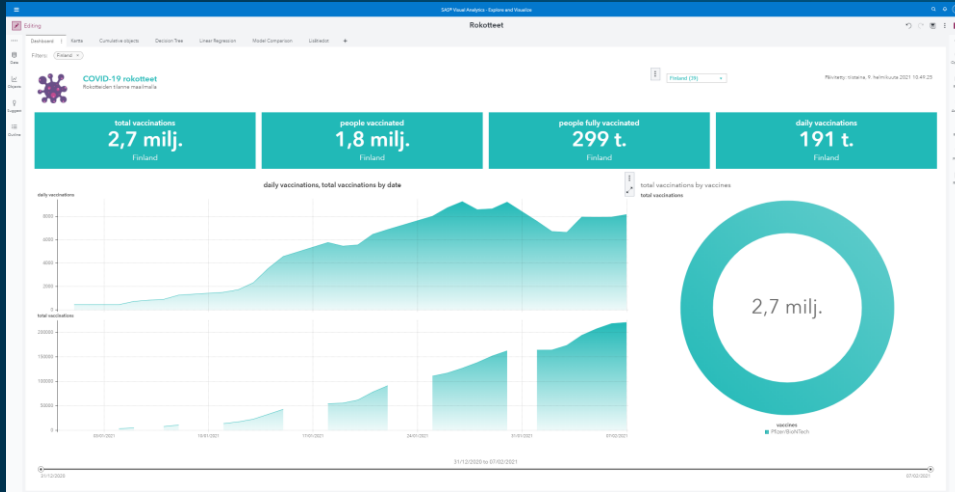 SAS® Visual Analytics - Explore and Visualize
Editing
Rokotteet
Dashboard
Kartta
Cumulative objects
Decision Tree
Linear Regression
Model Comparison
Lisätiedot
Filters:
Finland
Data
Objects
Suggest
Outline
COVID-19 rokotteet
Rokotteiden tilanne maailmalla
Finland (39)
Päivitetty: tiistaina, 9. helmikuuta 2021 10.49.25
total vaccinations
2,7 milj.
Finland
people vaccinated
1,8 milj.
Finland
people fully vaccinated
299 t.
Finland
daily vaccinations
191 t.
Finland
daily vaccinations, total vaccinations by date
daily vaccinations
8000
6000
4000
2000
0
total vaccinations
200000
150000
100000
50000
0
03/01/2021
10/01/2021
17/01/2021
24/01/2021
31/01/2021
07/02/2021
total vaccinations by vaccines
total vaccinations
2,7 milj.
vaccines
Pfizer/BioNTech
31/12/2020 to 07/02/2021
31/12/2020
07/02/2021